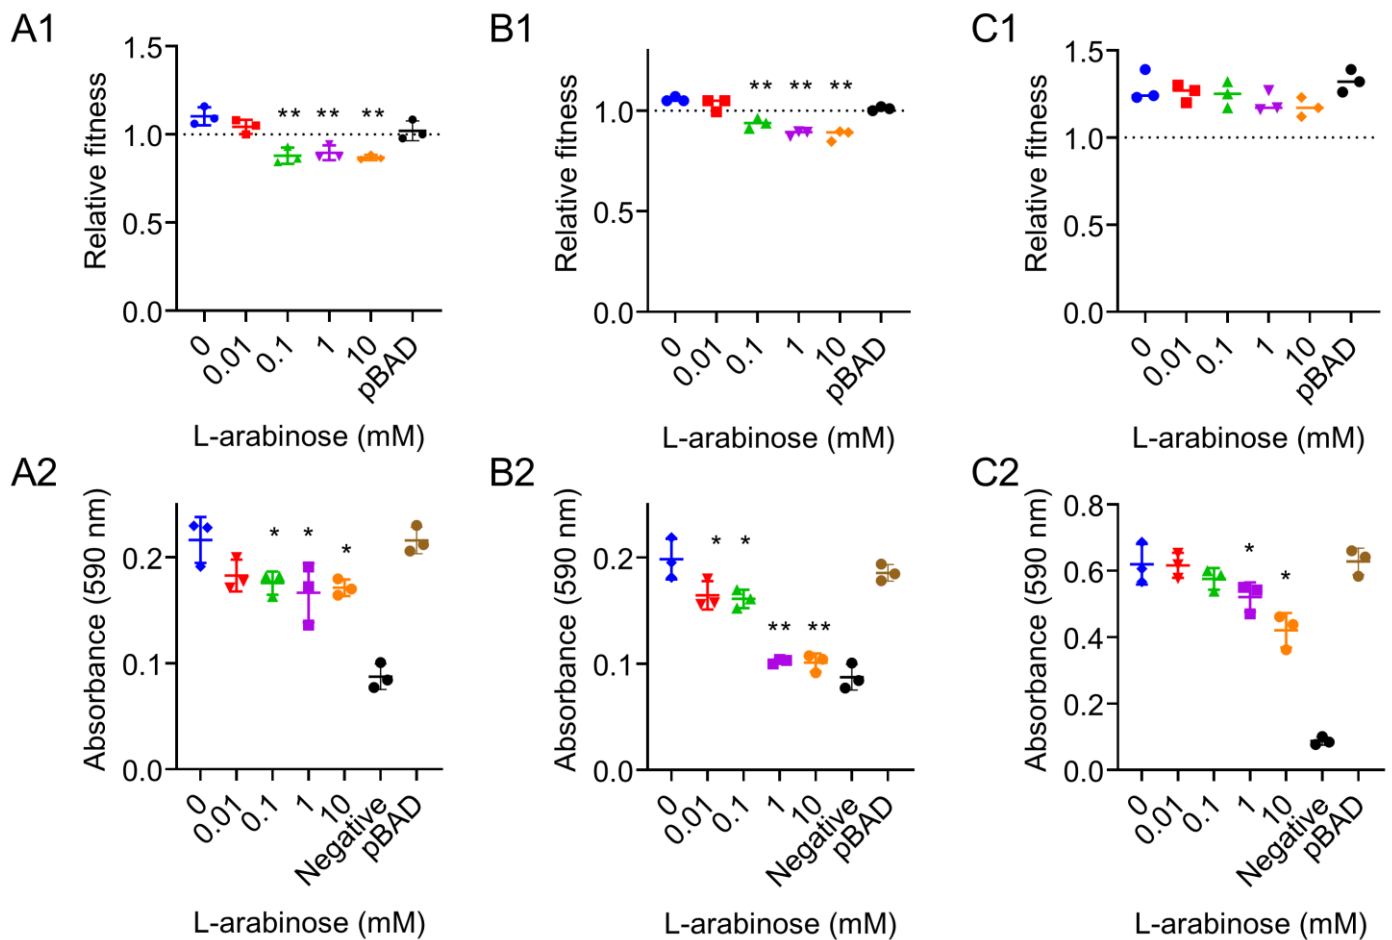 A1
1.5
1.0
0.5
0.0
Relative fitness
** ** **
0 0.01 0.1 1 10 pBAD
L-arabinose (mM)
B1
1.0
0.5
0.0
Relative fitness
** ** **
0 0.01 0.1 1 10 pBAD
L-arabinose (mM)
C1
1.5
1.0
0.5
0.0
Relative fitness
0 0.01 0.1 1 10 pBAD
L-arabinose (mM)
A2
0.2
0.1
0.0
Absorbance (590 nm)
* * *
0 0.01 0.1 1 10 Negative pBAD
L-arabinose (mM)
B2
0.2
0.1
0.0
Absorbance (590 nm)
* * ** **
0 0.01 0.1 1 10 Negative pBAD
L-arabinose (mM)
C2
0.8
0.6
0.4
0.2
0.0
Absorbance (590 nm)
* *
0 0.01 0.1 1 10 Negative pBAD
L-arabinose (mM)